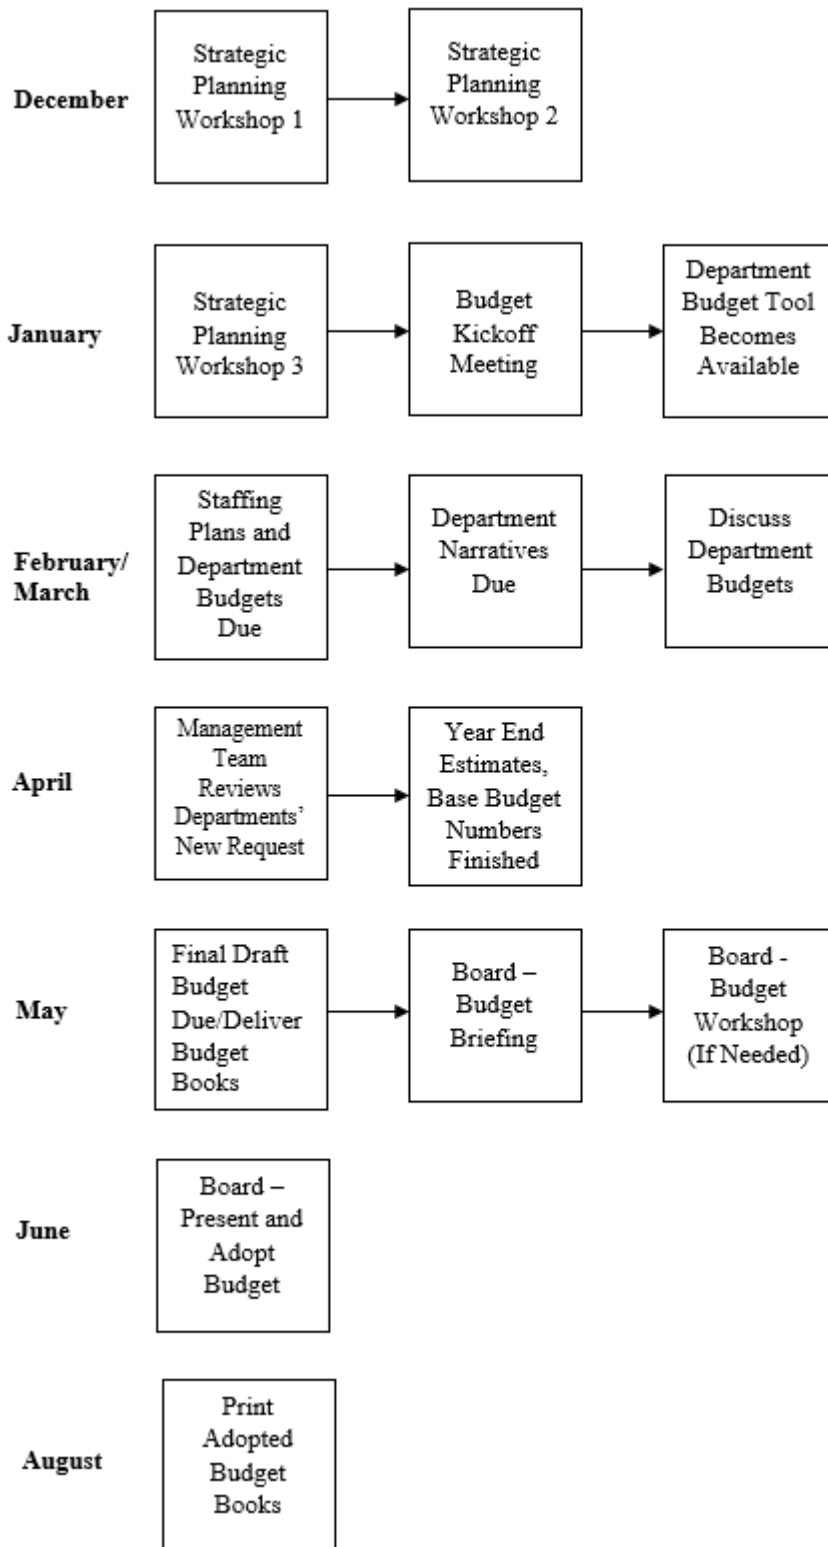 December
Strategic
Planning
Workshop 1
Strategic
Planning
Workshop 2
January
Strategic
Planning
Workshop 3
Budget
Kickoff
Meeting
Department
Budget Tool
Becomes
Available
February/
March
Staffing
Plans and
Department
Budgets
Due
Department
Narratives
Due
Discuss
Department
Budgets
April
Management
Team
Reviews
Departments’
New Request
Year End
Estimates,
Base Budget
Numbers
Finished
May
Final Draft
Budget
Due/Deliver
Budget
Books
Board –
Budget
Briefing
Board -
Budget
Workshop
(If Needed)
June
Board –
Present and
Adopt
Budget
August
Print
Adopted
Budget
Books